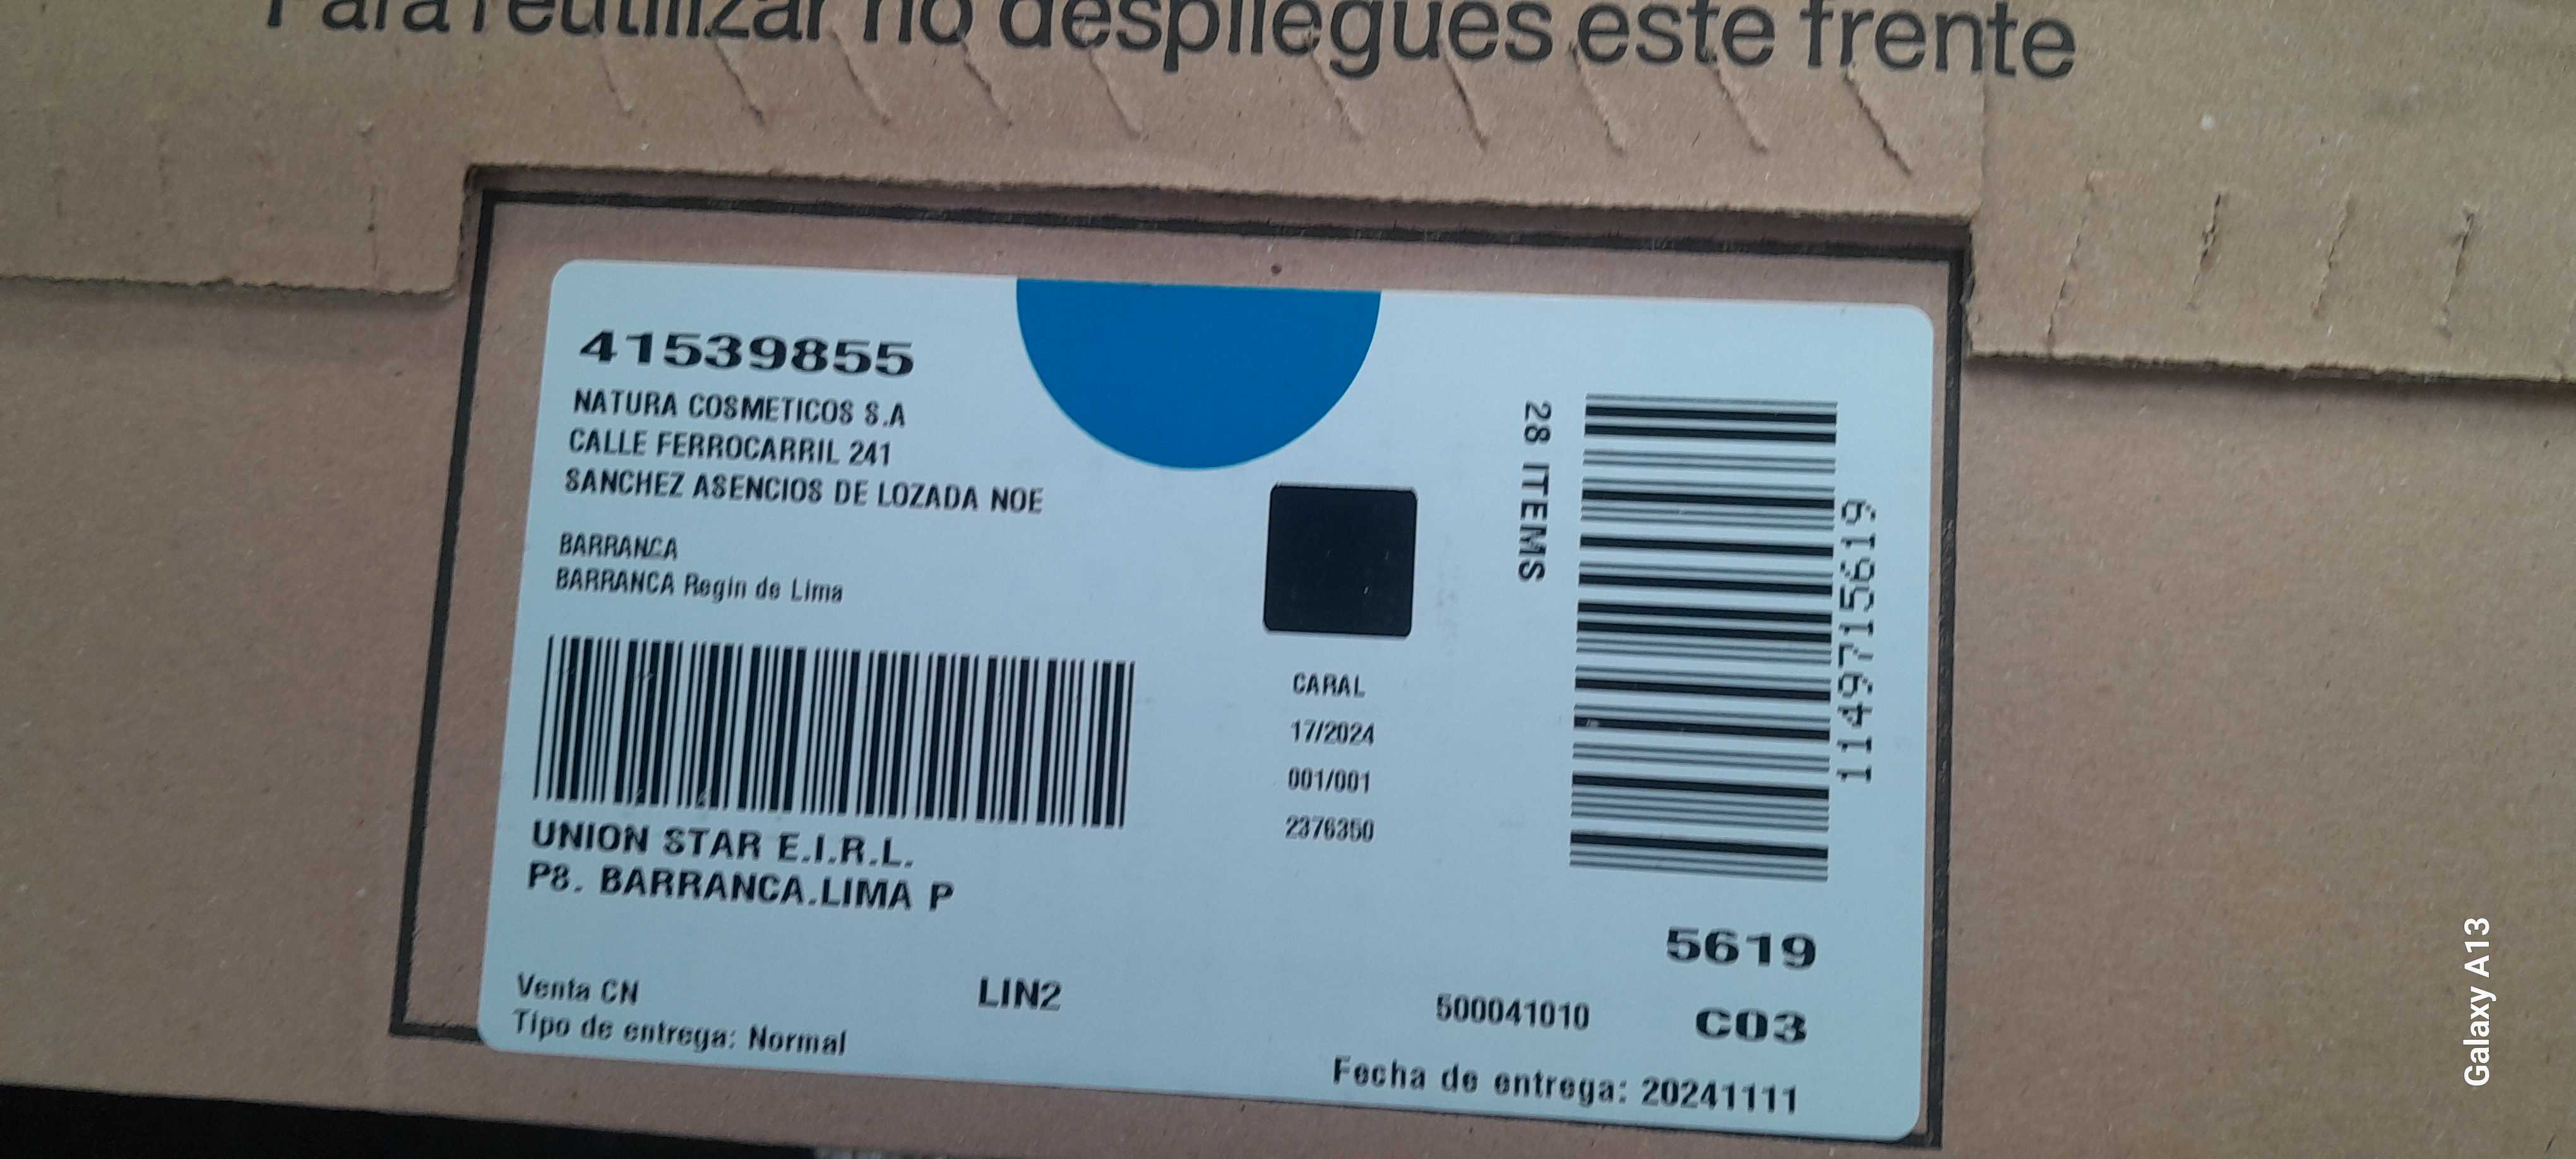 Para reutilizar no despliegues este frente
41539855
NATURA COSMETICOS S.A
CALLE FERROCARRIL 241
SANCHEZ ASENCIOS DE LOZADA NOE
BARRANCA
BARRANCA Regin de Lima
UNION STAR E.I.R.L.
P8. BARRANCA.LIMA P
Venta CN
Tipo de entrega: Normal
LIN2
CARAL
17/2024
001/001
2376350
28 ITEMS
1149715619
5619
500041010
C03
Fecha de entrega: 20241111
Galaxy A13